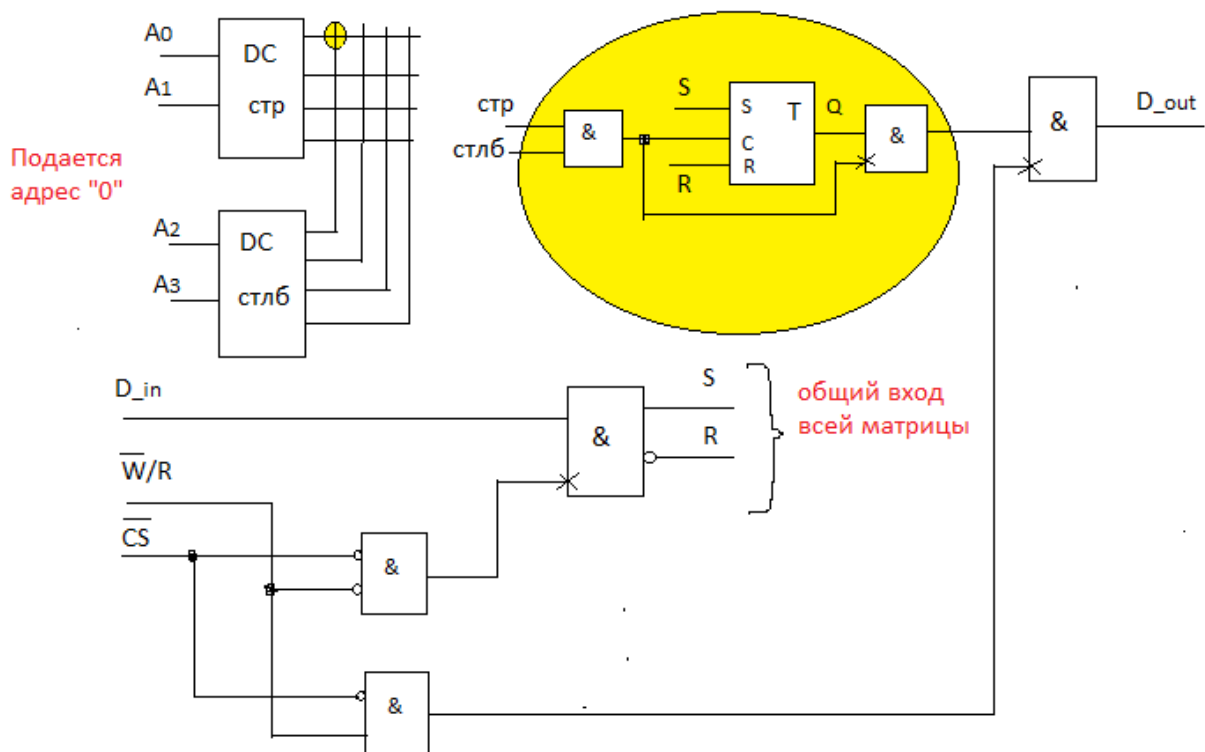 A0
A1
DC
стр
Подается
адрес "0"
A2
A3
DC
стлб
стр
стлб
&
S
R
S
C
R
T
Q
&
&
D_out
D_in
W̅/R
C̅S̅
&
S
R
общий вход
всей матрицы
&
&